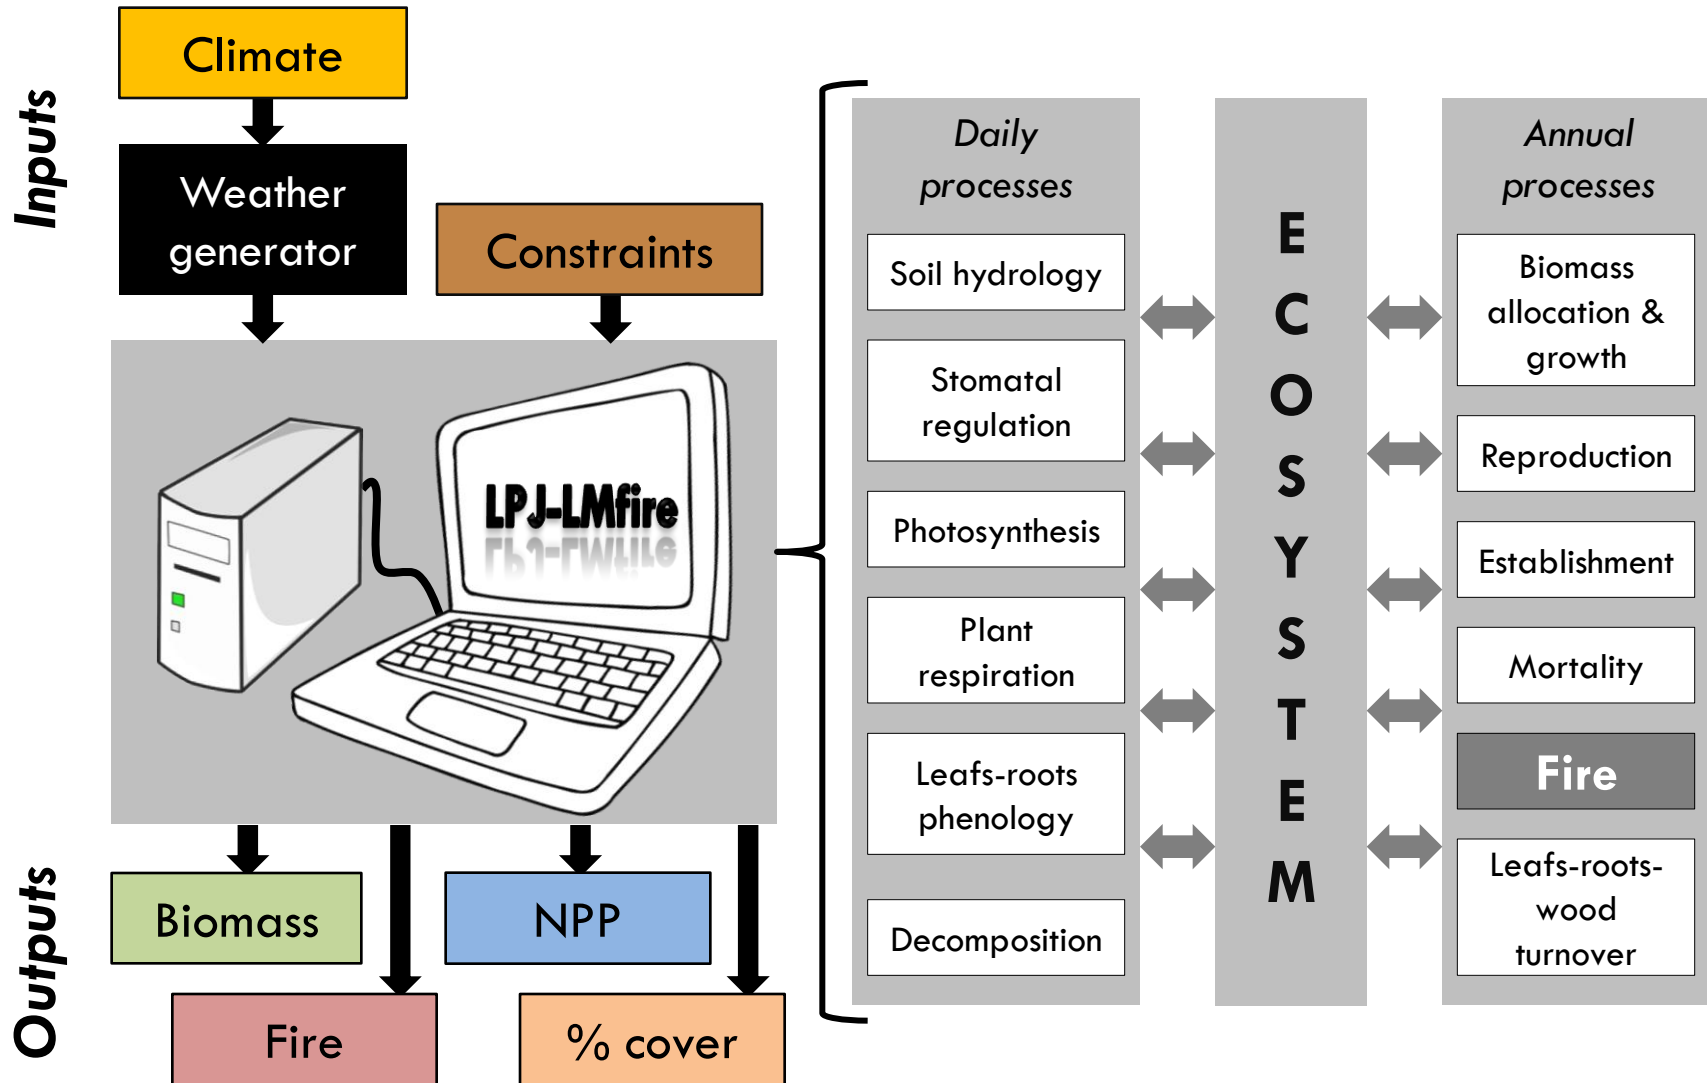 Inputs
Climate
Weather
generator
Constraints
LPJ-LMfire
Outputs
Biomass
NPP
Fire
% cover
Daily
processes
Soil hydrology
Stomatal
regulation
Photosynthesis
Plant
respiration
Leafs-roots
phenology
Decomposition
E
C
O
S
Y
S
T
E
M
Annual
processes
Biomass
allocation &
growth
Reproduction
Establishment
Mortality
Fire
Leafs-roots-
wood
turnover